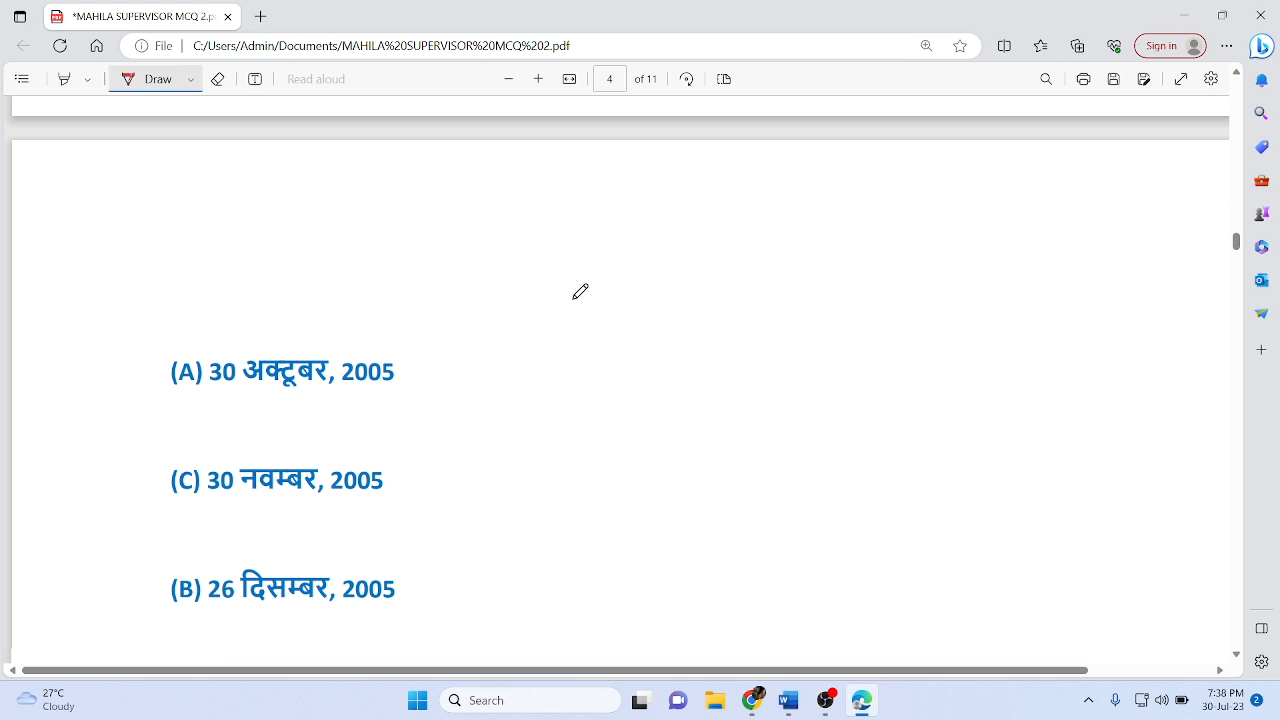 *MAHILA SUPERVISOR MCQ 2.p
File
C:/Users/Admin/Documents/MAHILA%20SUPERVISOR%20MCQ%202.pdf
Sign in
Draw
Read aloud
4 of 11
(A) 30 अक्टूबर, 2005
(C) 30 नवम्बर, 2005
(B) 26 दिसम्बर, 2005
27°C
Cloudy
Search
7:38 PM
30-Jul-23
2